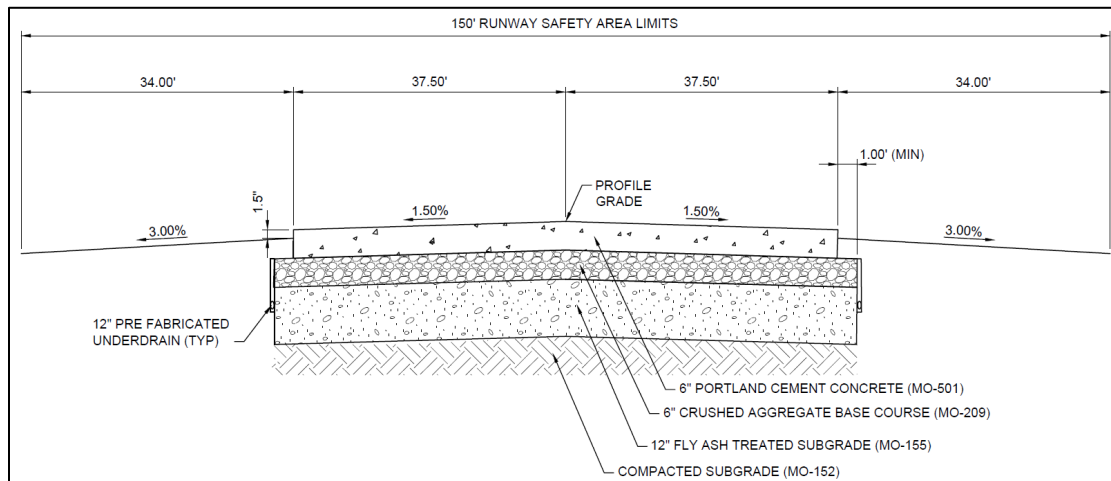 150' RUNWAY SAFETY AREA LIMITS
34.00'
37.50'
37.50'
34.00'
1.00' (MIN)
PROFILE
GRADE
1.5"
1.50%
1.50%
3.00%
3.00%
12" PRE FABRICATED
UNDERDRAIN (TYP)
6" PORTLAND CEMENT CONCRETE (MO-501)
6" CRUSHED AGGREGATE BASE COURSE (MO-209)
12" FLY ASH TREATED SUBGRADE (MO-155)
COMPACTED SUBGRADE (MO-152)